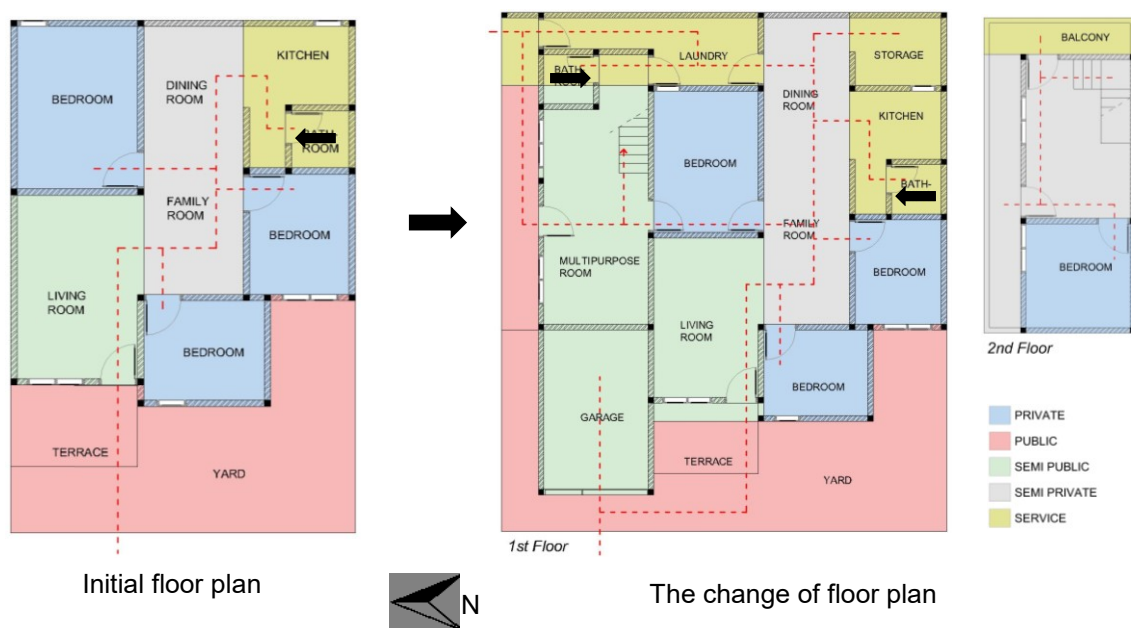 KITCHEN
DINING
ROOM
BEDROOM
BATH-
ROOM
FAMILY
ROOM
BEDROOM
LIVING
ROOM
BEDROOM
TERRACE
YARD
Initial floor plan
N
LAUNDRY
STORAGE
BATH-
ROOM
DINING
ROOM
KITCHEN
BEDROOM
BATH-
FAMILY
ROOM
MULTIPURPOSE
ROOM
BEDROOM
LIVING
ROOM
BEDROOM
GARAGE
TERRACE
YARD
1st Floor
The change of floor plan
BALCONY
BEDROOM
2nd Floor
PRIVATE
PUBLIC
SEMI PUBLIC
SEMI PRIVATE
SERVICE